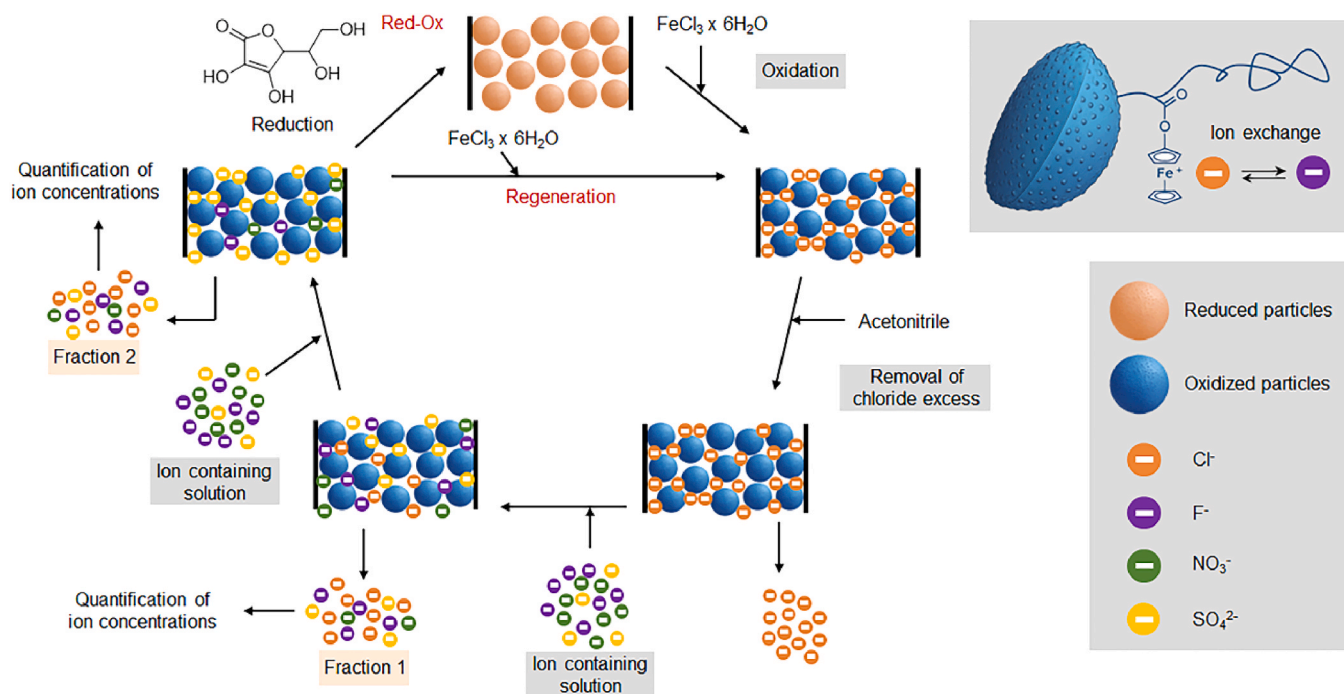 Red-Ox
FeCl₃ x 6H₂O
O
O
OH
HO
OH
OH
Reduction
Oxidation
FeCl₃ x 6H₂O
Regeneration
Quantification of
ion concentrations
Fraction 2
Ion containing
solution
Acetonitrile
Removal of
chloride excess
Quantification of
ion concentrations
Fraction 1
Ion containing
solution
O
O
Fe⁺
Ion exchange
Reduced particles
Oxidized particles
Cl⁻
F⁻
NO₃⁻
SO₄²⁻